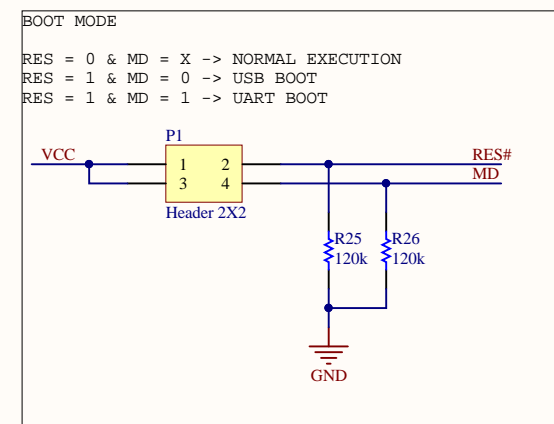 BOOT MODE
RES = 0 & MD = X -> NORMAL EXECUTION
RES = 1 & MD = 0 -> USB BOOT
RES = 1 & MD = 1 -> UART BOOT
P1
VCC
1 2
3 4
RES#
MD
Header 2X2
R25
120k
R26
120k
GND